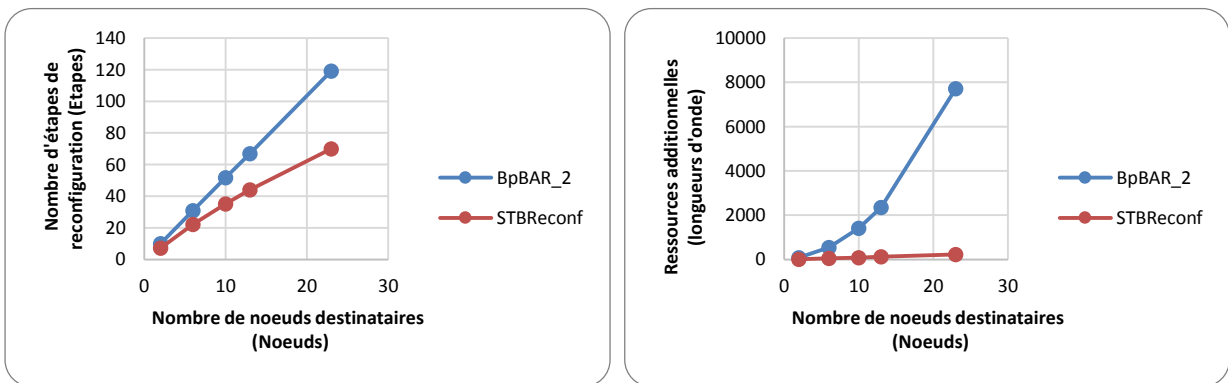 140
120
100
80
60
40
20
0
0 10 20 30
Nombre d'étapes de
reconfiguration (Etapes)
Nombre de noeuds destinataires
(Noeuds)
BpBAR_2
STBReconf
10000
8000
6000
4000
2000
0
0 10 20 30
Ressources additionnelles
(longueurs d'onde)
Nombre de noeuds destinataires
(Noeuds)
BpBAR_2
STBReconf